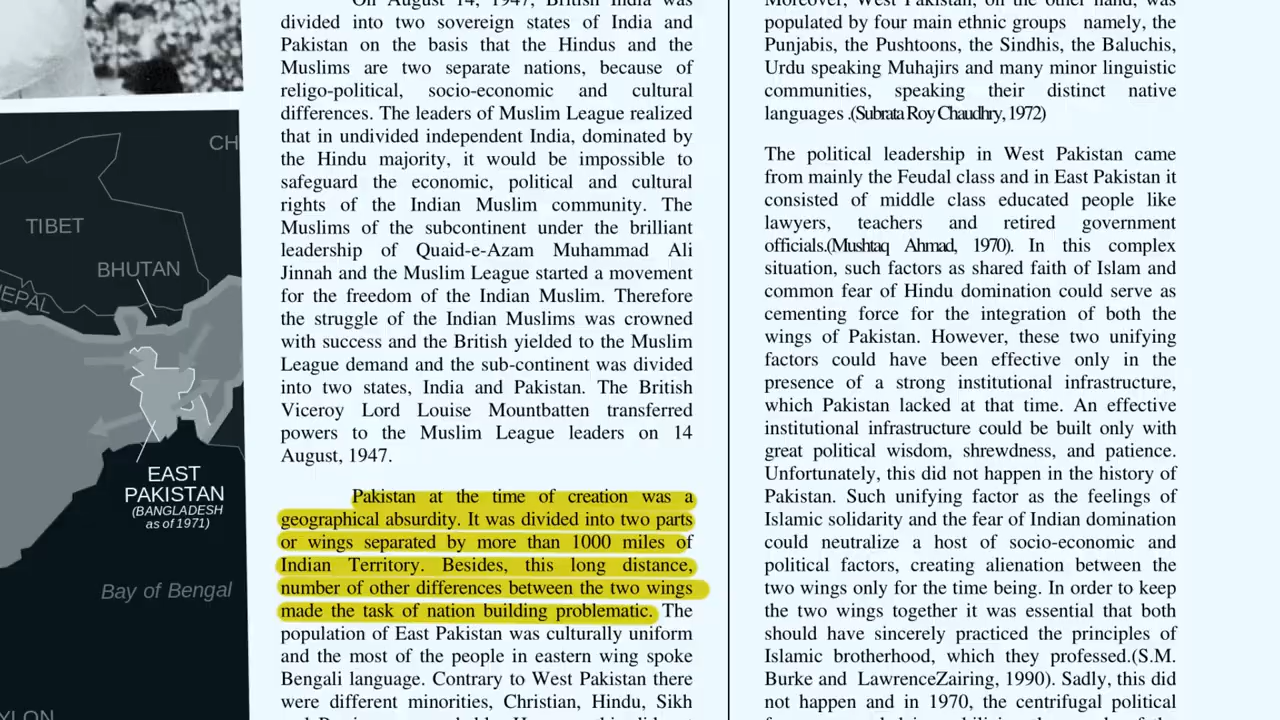 CH
TIBET
BHUTAN
NEPAL
EAST
PAKISTAN
(BANGLADESH
as of 1971)
Bay of Bengal
YLON
On August 14, 1947, British India was
divided into two sovereign states of India and
Pakistan on the basis that the Hindus and the
Muslims are two separate nations, because of
religo-political, socio-economic and cultural
differences. The leaders of Muslim League realized
that in undivided independent India, dominated by
the Hindu majority, it would be impossible to
safeguard the economic, political and cultural
rights of the Indian Muslim community. The
Muslims of the subcontinent under the brilliant
leadership of Quaid-e-Azam Muhammad Ali
Jinnah and the Muslim League started a movement
for the freedom of the Indian Muslim. Therefore
the struggle of the Indian Muslims was crowned
with success and the British yielded to the Muslim
League demand and the sub-continent was divided
into two states, India and Pakistan. The British
Viceroy Lord Louise Mountbatten transferred
powers to the Muslim League leaders on 14
August, 1947.
Pakistan at the time of creation was a
geographical absurdity. It was divided into two parts
or wings separated by more than 1000 miles of
Indian Territory. Besides, this long distance,
number of other differences between the two wings
made the task of nation building problematic. The
population of East Pakistan was culturally uniform
and the most of the people in eastern wing spoke
Bengali language. Contrary to West Pakistan there
were different minorities, Christian, Hindu, Sikh
Moreover, West Pakistan, on the other hand, was
populated by four main ethnic groups namely, the
Punjabis, the Pushtoons, the Sindhis, the Baluchis,
Urdu speaking Muhajirs and many minor linguistic
communities, speaking their distinct native
languages .(Subrata Roy Chaudhry, 1972)
The political leadership in West Pakistan came
from mainly the Feudal class and in East Pakistan it
consisted of middle class educated people like
lawyers, teachers and retired government
officials.(Mushtaq Ahmad, 1970). In this complex
situation, such factors as shared faith of Islam and
common fear of Hindu domination could serve as
cementing force for the integration of both the
wings of Pakistan. However, these two unifying
factors could have been effective only in the
presence of a strong institutional infrastructure,
which Pakistan lacked at that time. An effective
institutional infrastructure could be built only with
great political wisdom, shrewdness, and patience.
Unfortunately, this did not happen in the history of
Pakistan. Such unifying factor as the feelings of
Islamic solidarity and the fear of Indian domination
could neutralize a host of socio-economic and
political factors, creating alienation between the
two wings only for the time being. In order to keep
the two wings together it was essential that both
should have sincerely practiced the principles of
Islamic brotherhood, which they professed.(S.M.
Burke and LawrenceZairing, 1990). Sadly, this did
not happen and in 1970, the centrifugal political